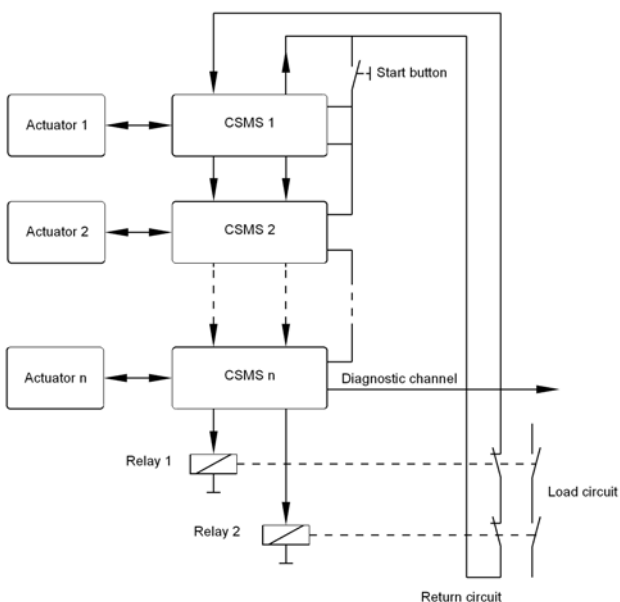 Start button
Actuator 1
CSMS 1
Actuator 2
CSMS 2
Actuator n
CSMS n
Diagnostic channel
Relay 1
Load circuit
Relay 2
Return circuit